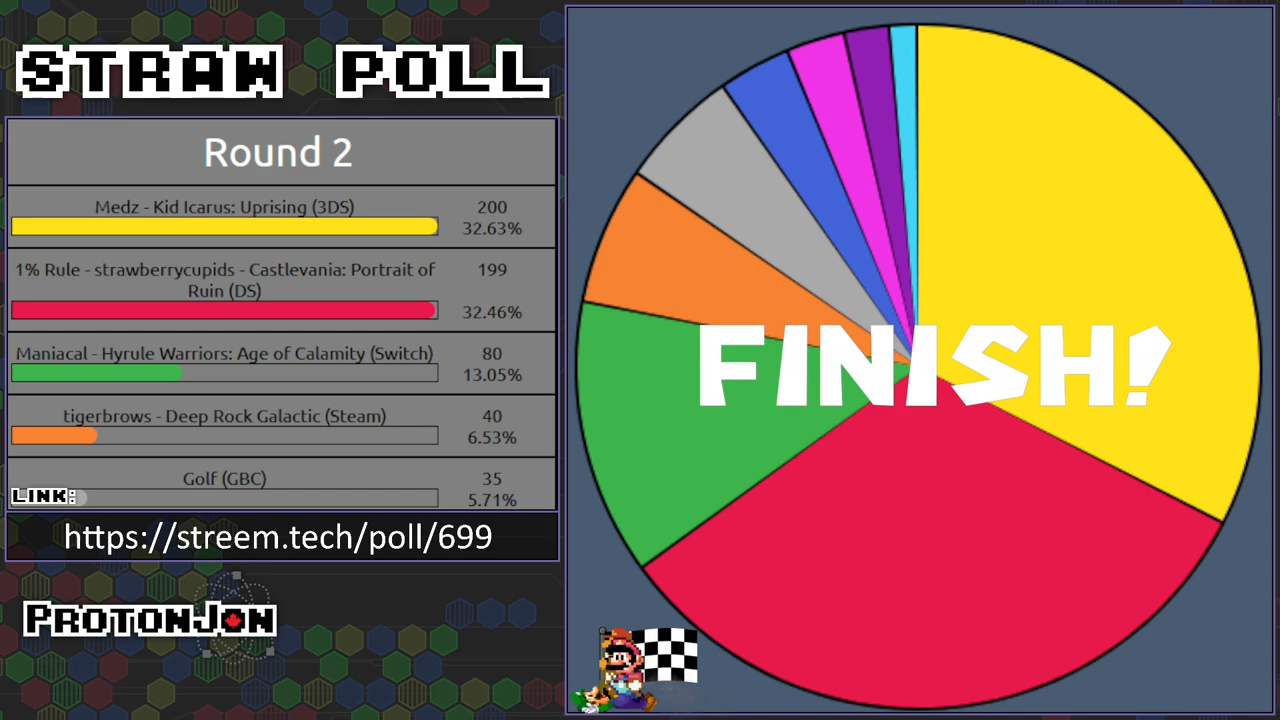 STRAW POLL
Round 2
Medz - Kid Icarus: Uprising (3DS)
200
32.63%
1% Rule - strawberrycupids - Castlevania: Portrait of
Ruin (DS)
199
32.46%
Maniacal - Hyrule Warriors: Age of Calamity (Switch)
80
13.05%
tigerbrows - Deep Rock Galactic (Steam)
40
6.53%
Golf (GBC)
35
5.71%
LINK:
https://streem.tech/poll/699
PROTONJON
FINISH!